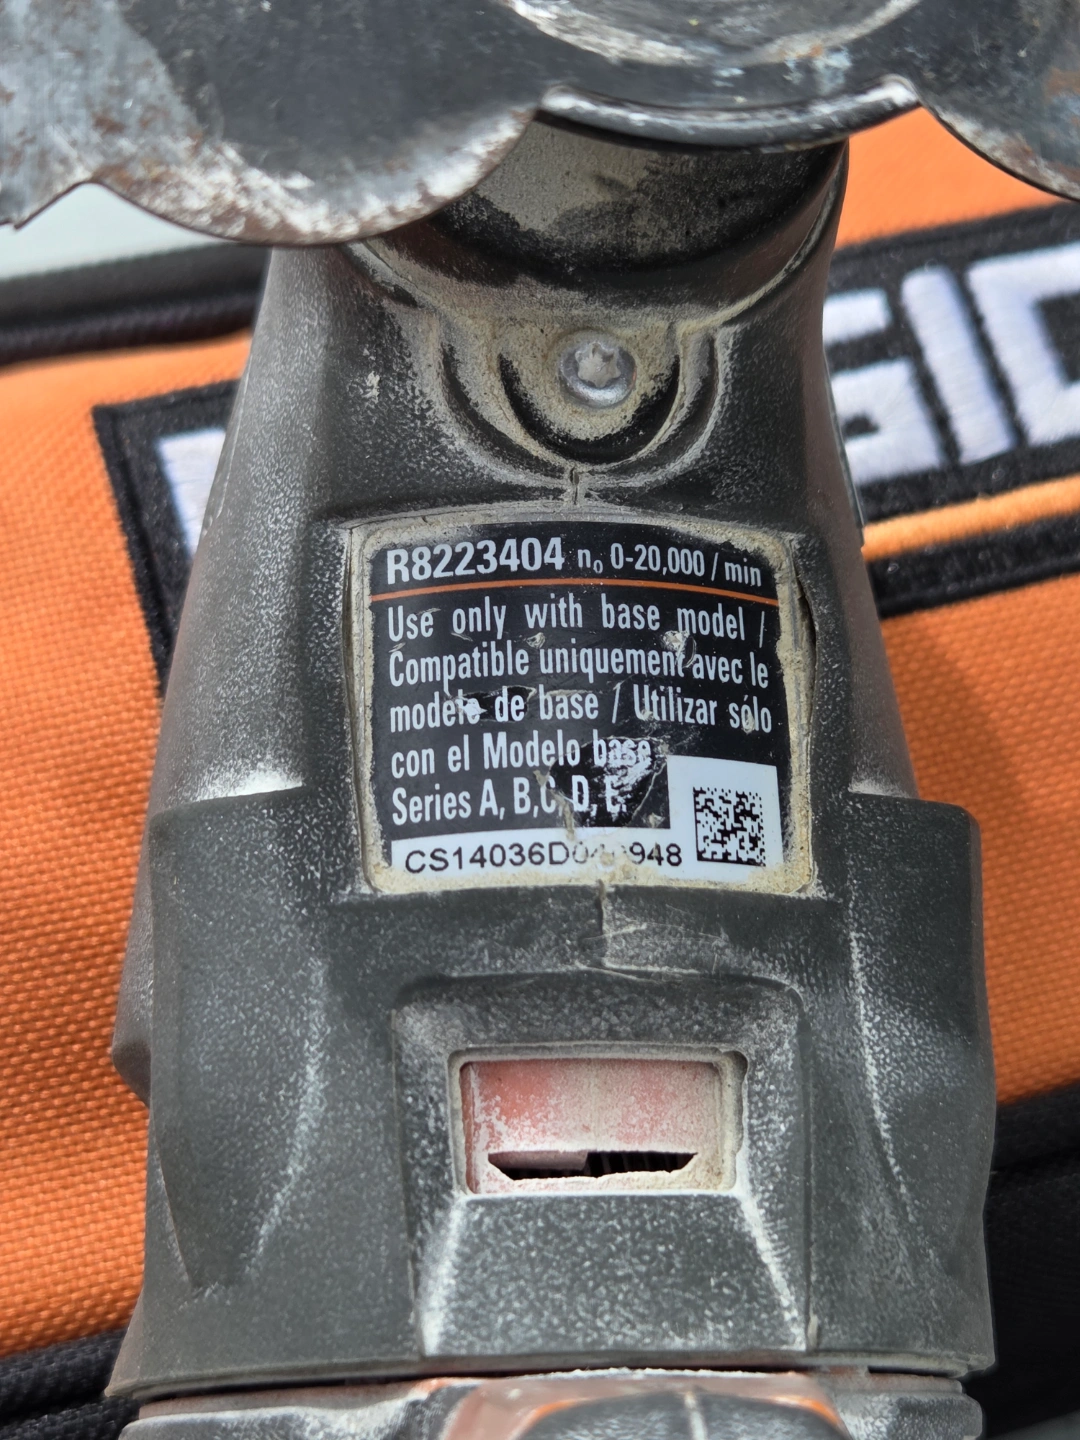 R8223404 nₒ 0-20,000 / min
Use only with base model /
Compatible uniquement avec le
modele de base / Utilizar sólo
con el Modelo base
Series A, B,C, D, E